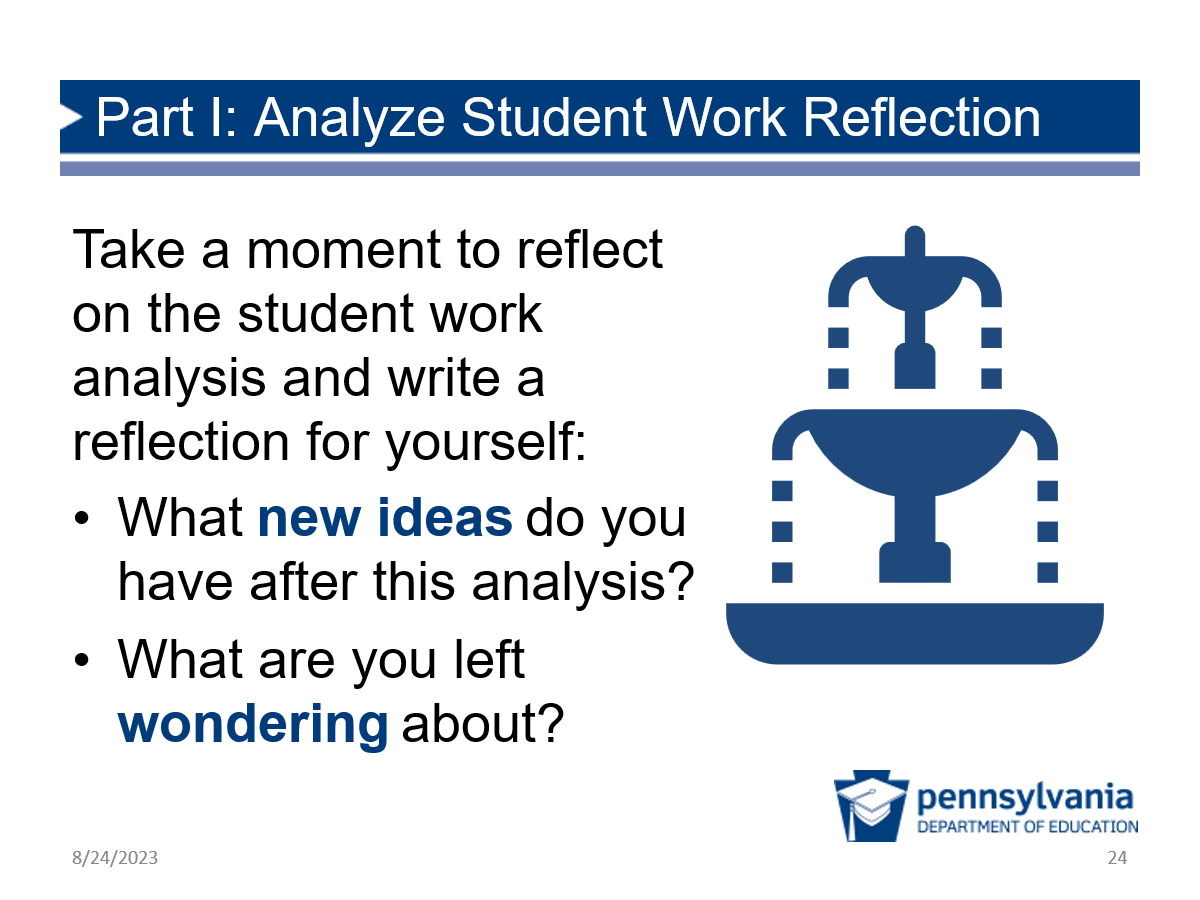 Part I: Analyze Student Work Reflection
Take a moment to reflect
on the student work
analysis and write a
reflection for yourself:
• What new ideas do you
have after this analysis?
• What are you left
wondering about?
pennsylvania
DEPARTMENT OF EDUCATION
8/24/2023
24